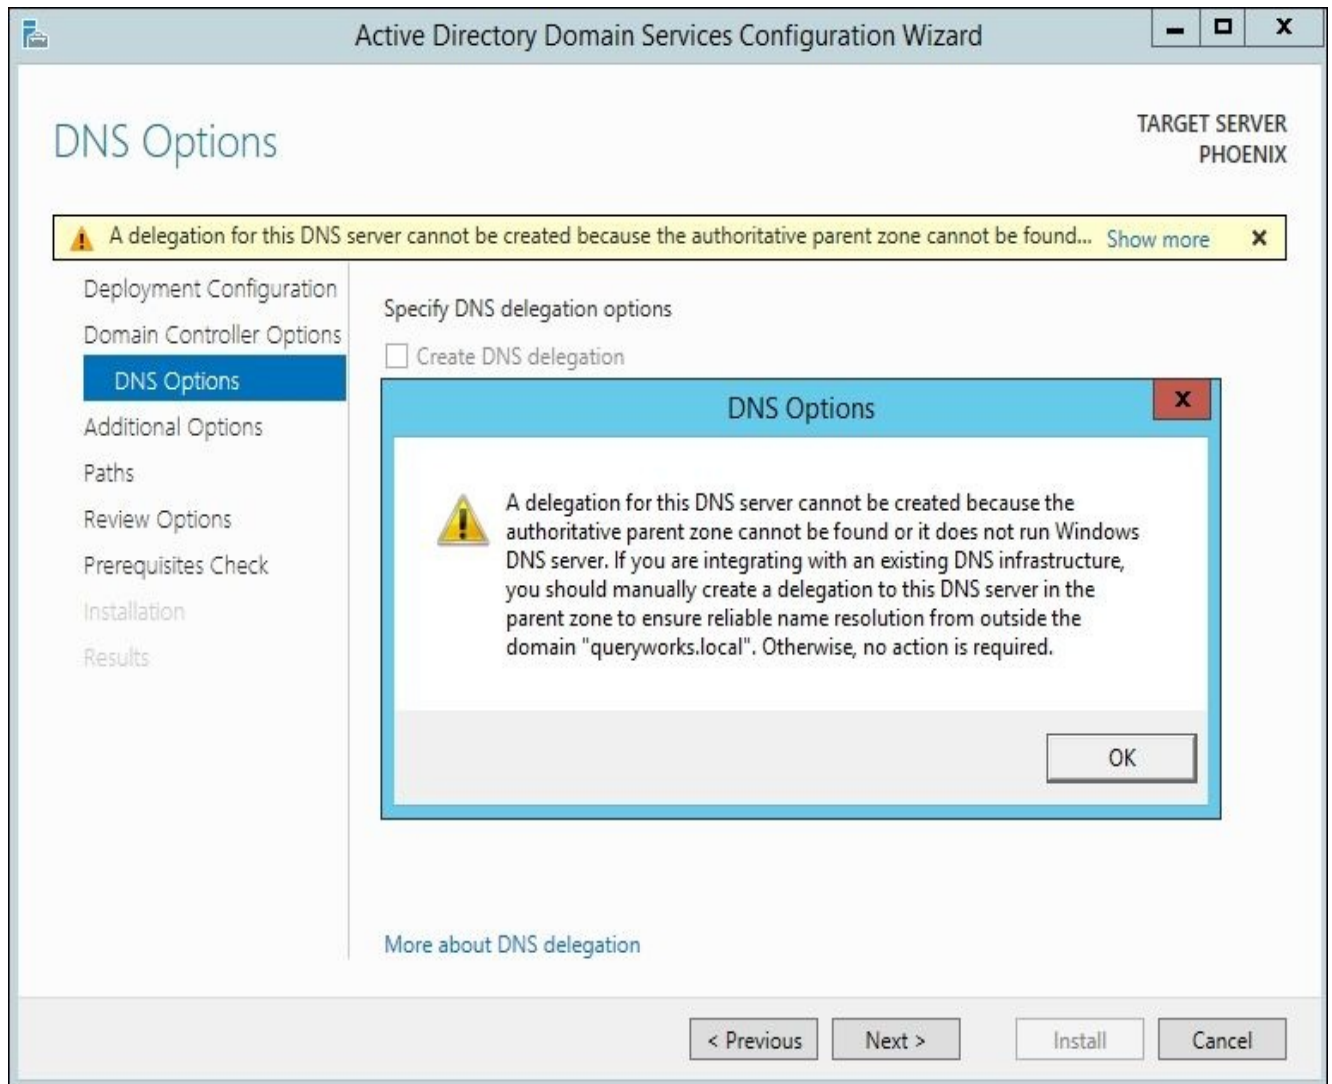 Active Directory Domain Services Configuration Wizard
DNS Options
TARGET SERVER
PHOENIX
A delegation for this DNS server cannot be created because the authoritative parent zone cannot be found... Show more
Deployment Configuration
Domain Controller Options
DNS Options
Additional Options
Paths
Review Options
Prerequisites Check
Installation
Results
Specify DNS delegation options
Create DNS delegation
DNS Options
A delegation for this DNS server cannot be created because the
authoritative parent zone cannot be found or it does not run Windows
DNS server. If you are integrating with an existing DNS infrastructure,
you should manually create a delegation to this DNS server in the
parent zone to ensure reliable name resolution from outside the
domain "queryworks.local". Otherwise, no action is required.
OK
More about DNS delegation
< Previous
Next >
Install
Cancel